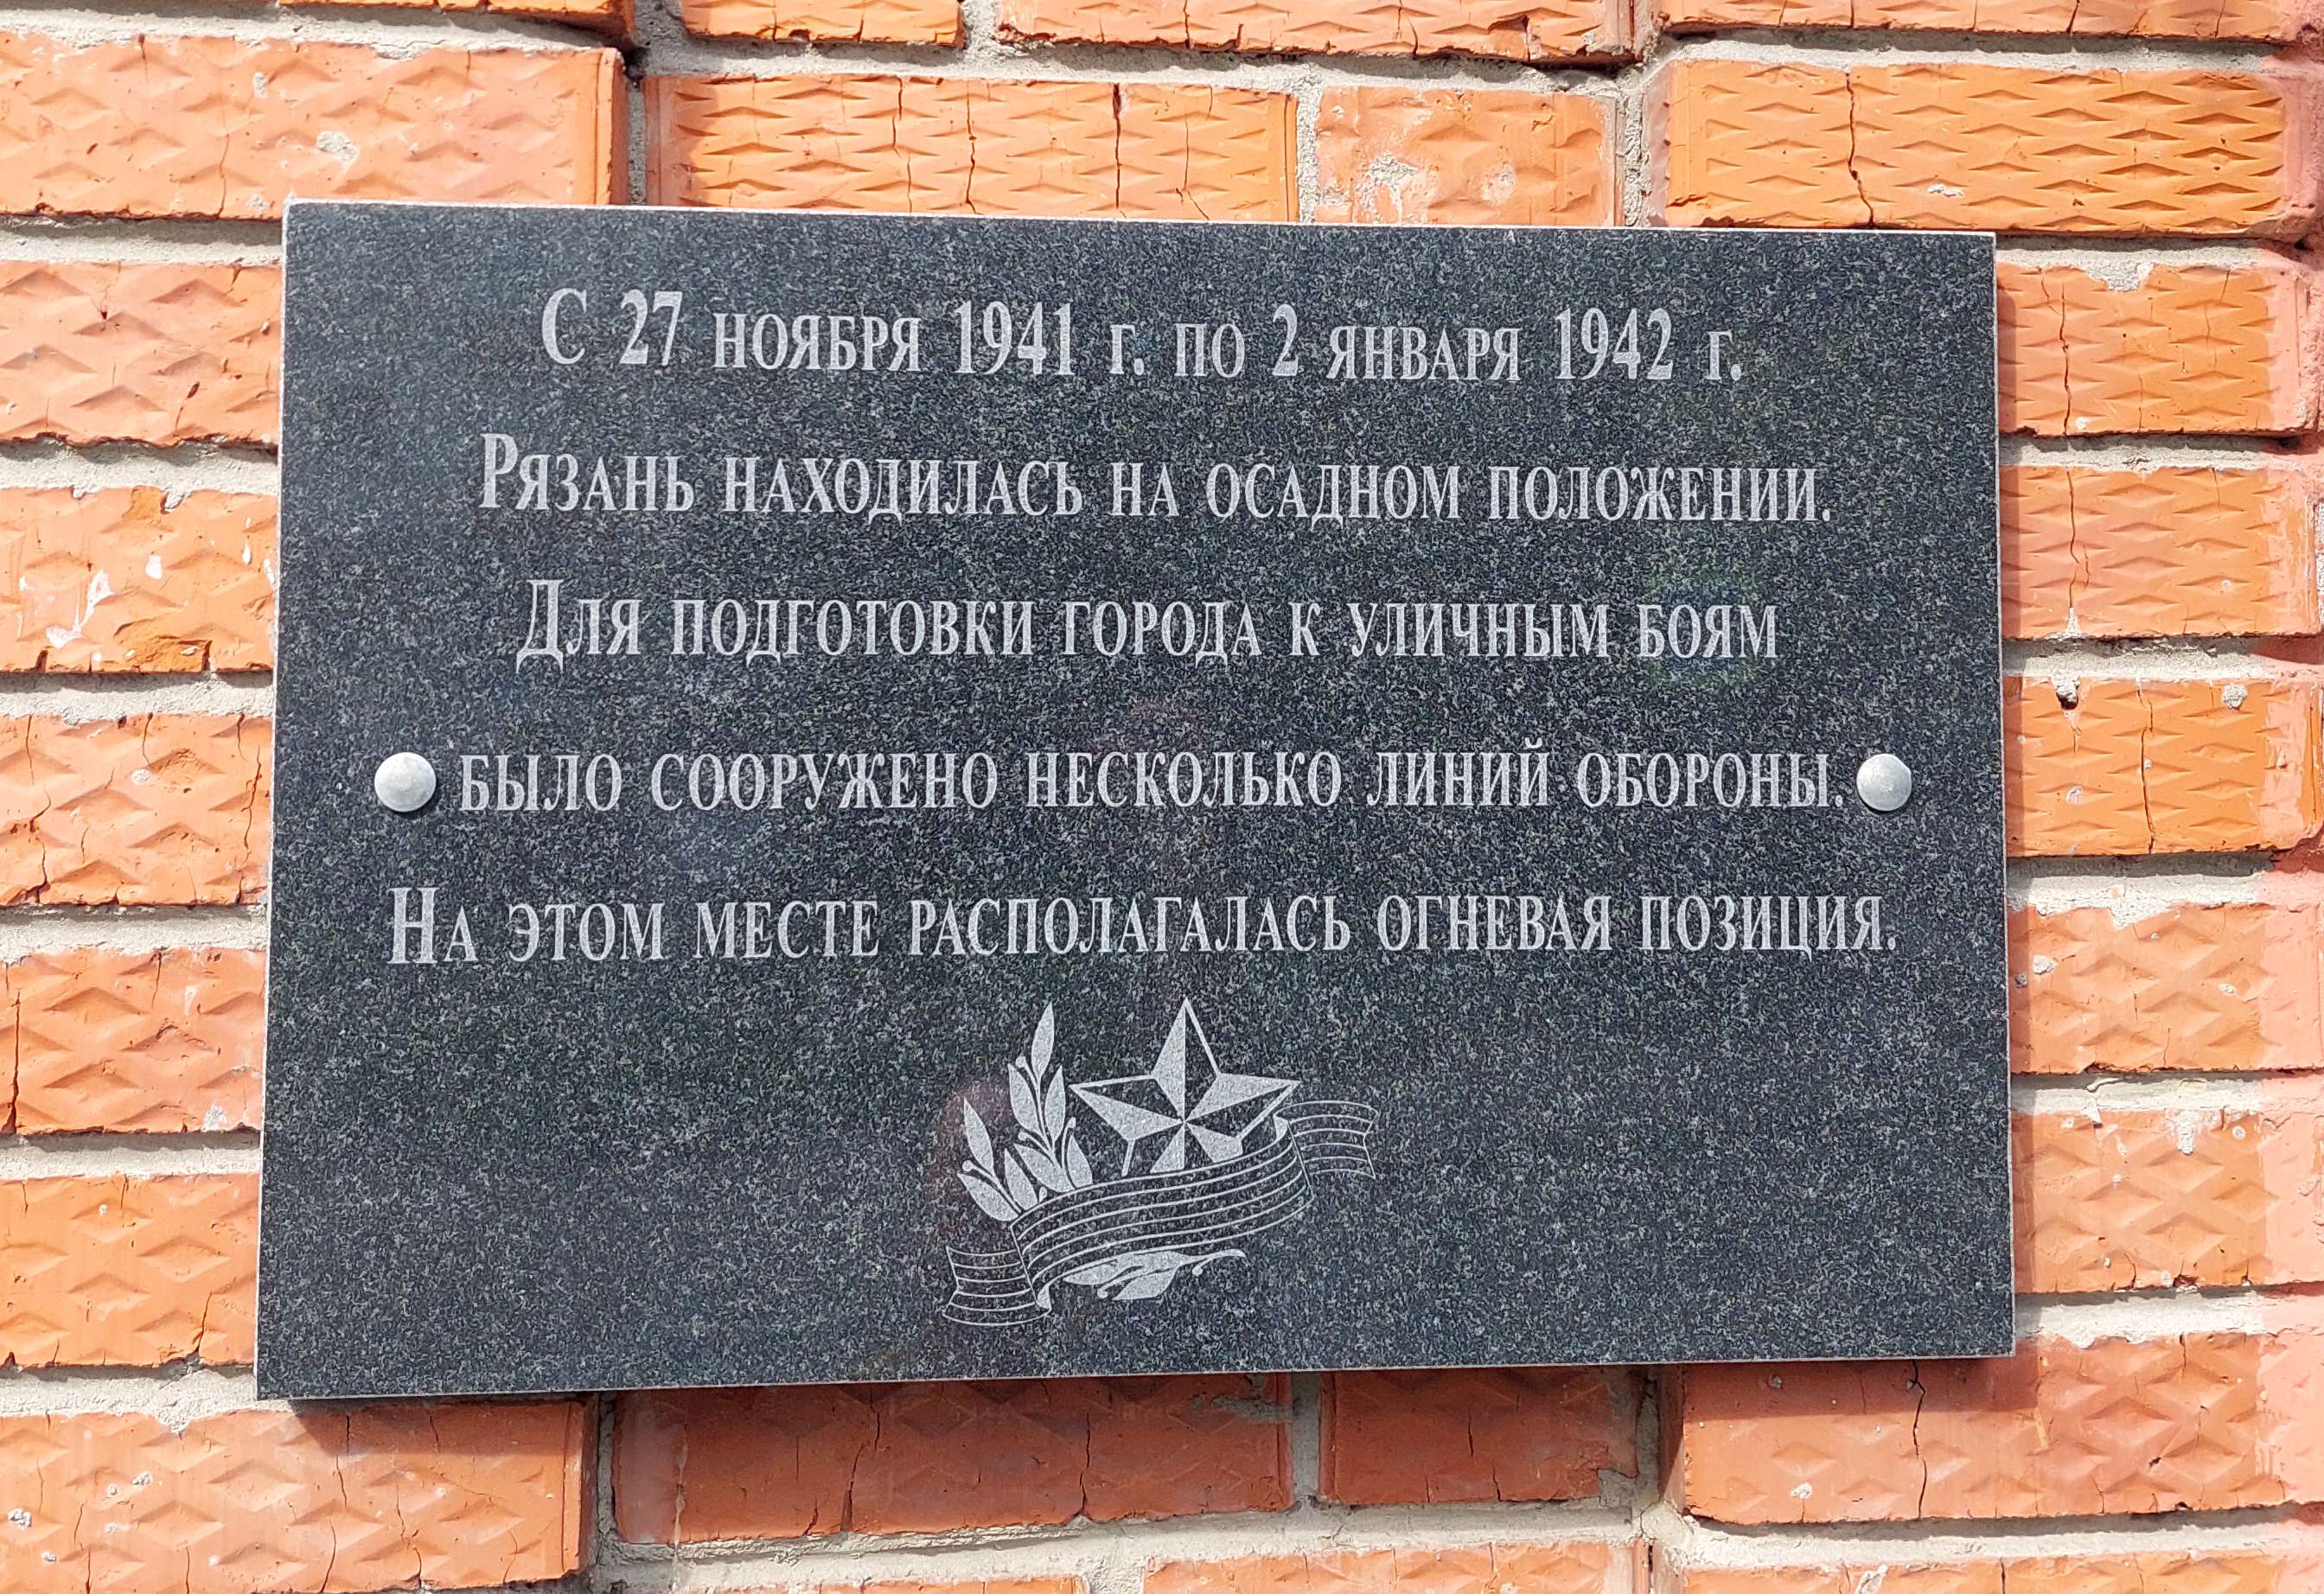 С 27 ноября 1941 г. по 2 января 1942 г.
Рязань находилась на осадном положении.
Для подготовки города к уличным боям
было сооружено несколько линий обороны.
На этом месте располагалась огневая позиция.